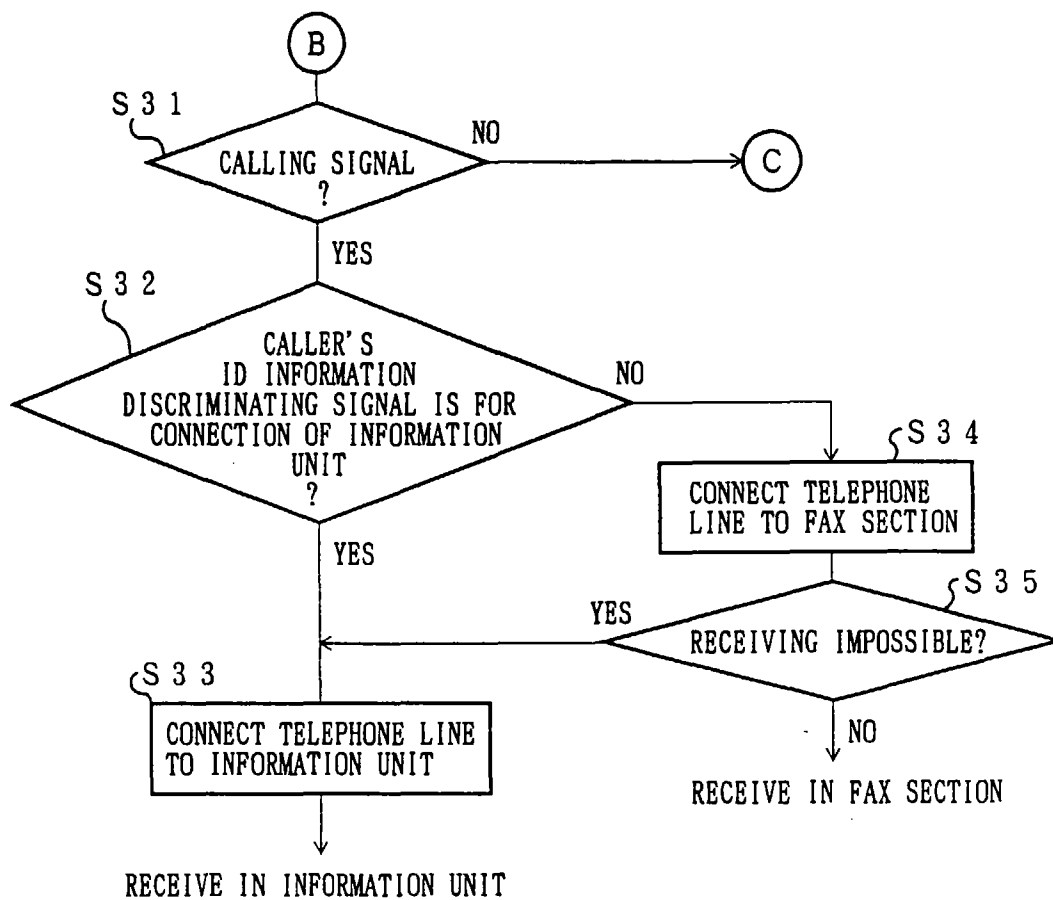 B
S31
NO
CALLING SIGNAL
?
C
YES
S32
CALLER'S
ID INFORMATION
DISCRIMINATING SIGNAL IS FOR
CONNECTION OF INFORMATION
UNIT
?
NO
S34
CONNECT TELEPHONE
LINE TO FAX SECTION
YES
S35
YES
RECEIVING IMPOSSIBLE?
S33
CONNECT TELEPHONE LINE
TO INFORMATION UNIT
NO
RECEIVE IN FAX SECTION
RECEIVE IN INFORMATION UNIT